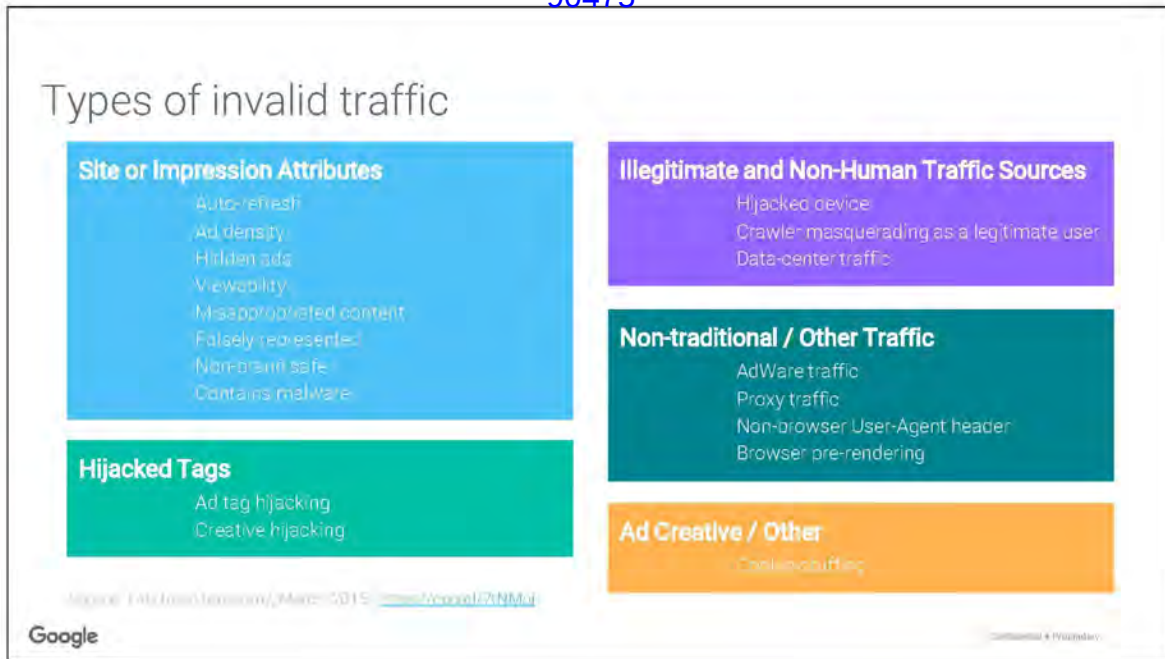 Types of invalid traffic
Site or Impression Attributes
Auto-refresh
Ad density
Hidden ads
Viewability
Misappropriated content
Falsely represented
Non-brand safe
Contains malware
Hijacked Tags
Ad tag hijacking
Creative hijacking
Illegitimate and Non-Human Traffic Sources
Hijacked device
Crawler masquerading as a legitimate user
Data-center traffic
Non-traditional / Other Traffic
AdWare traffic
Proxy traffic
Non-browser User-Agent header
Browser pre-rendering
Ad Creative / Other
Cookie-stuffing
Google
Confidential + Proprietary